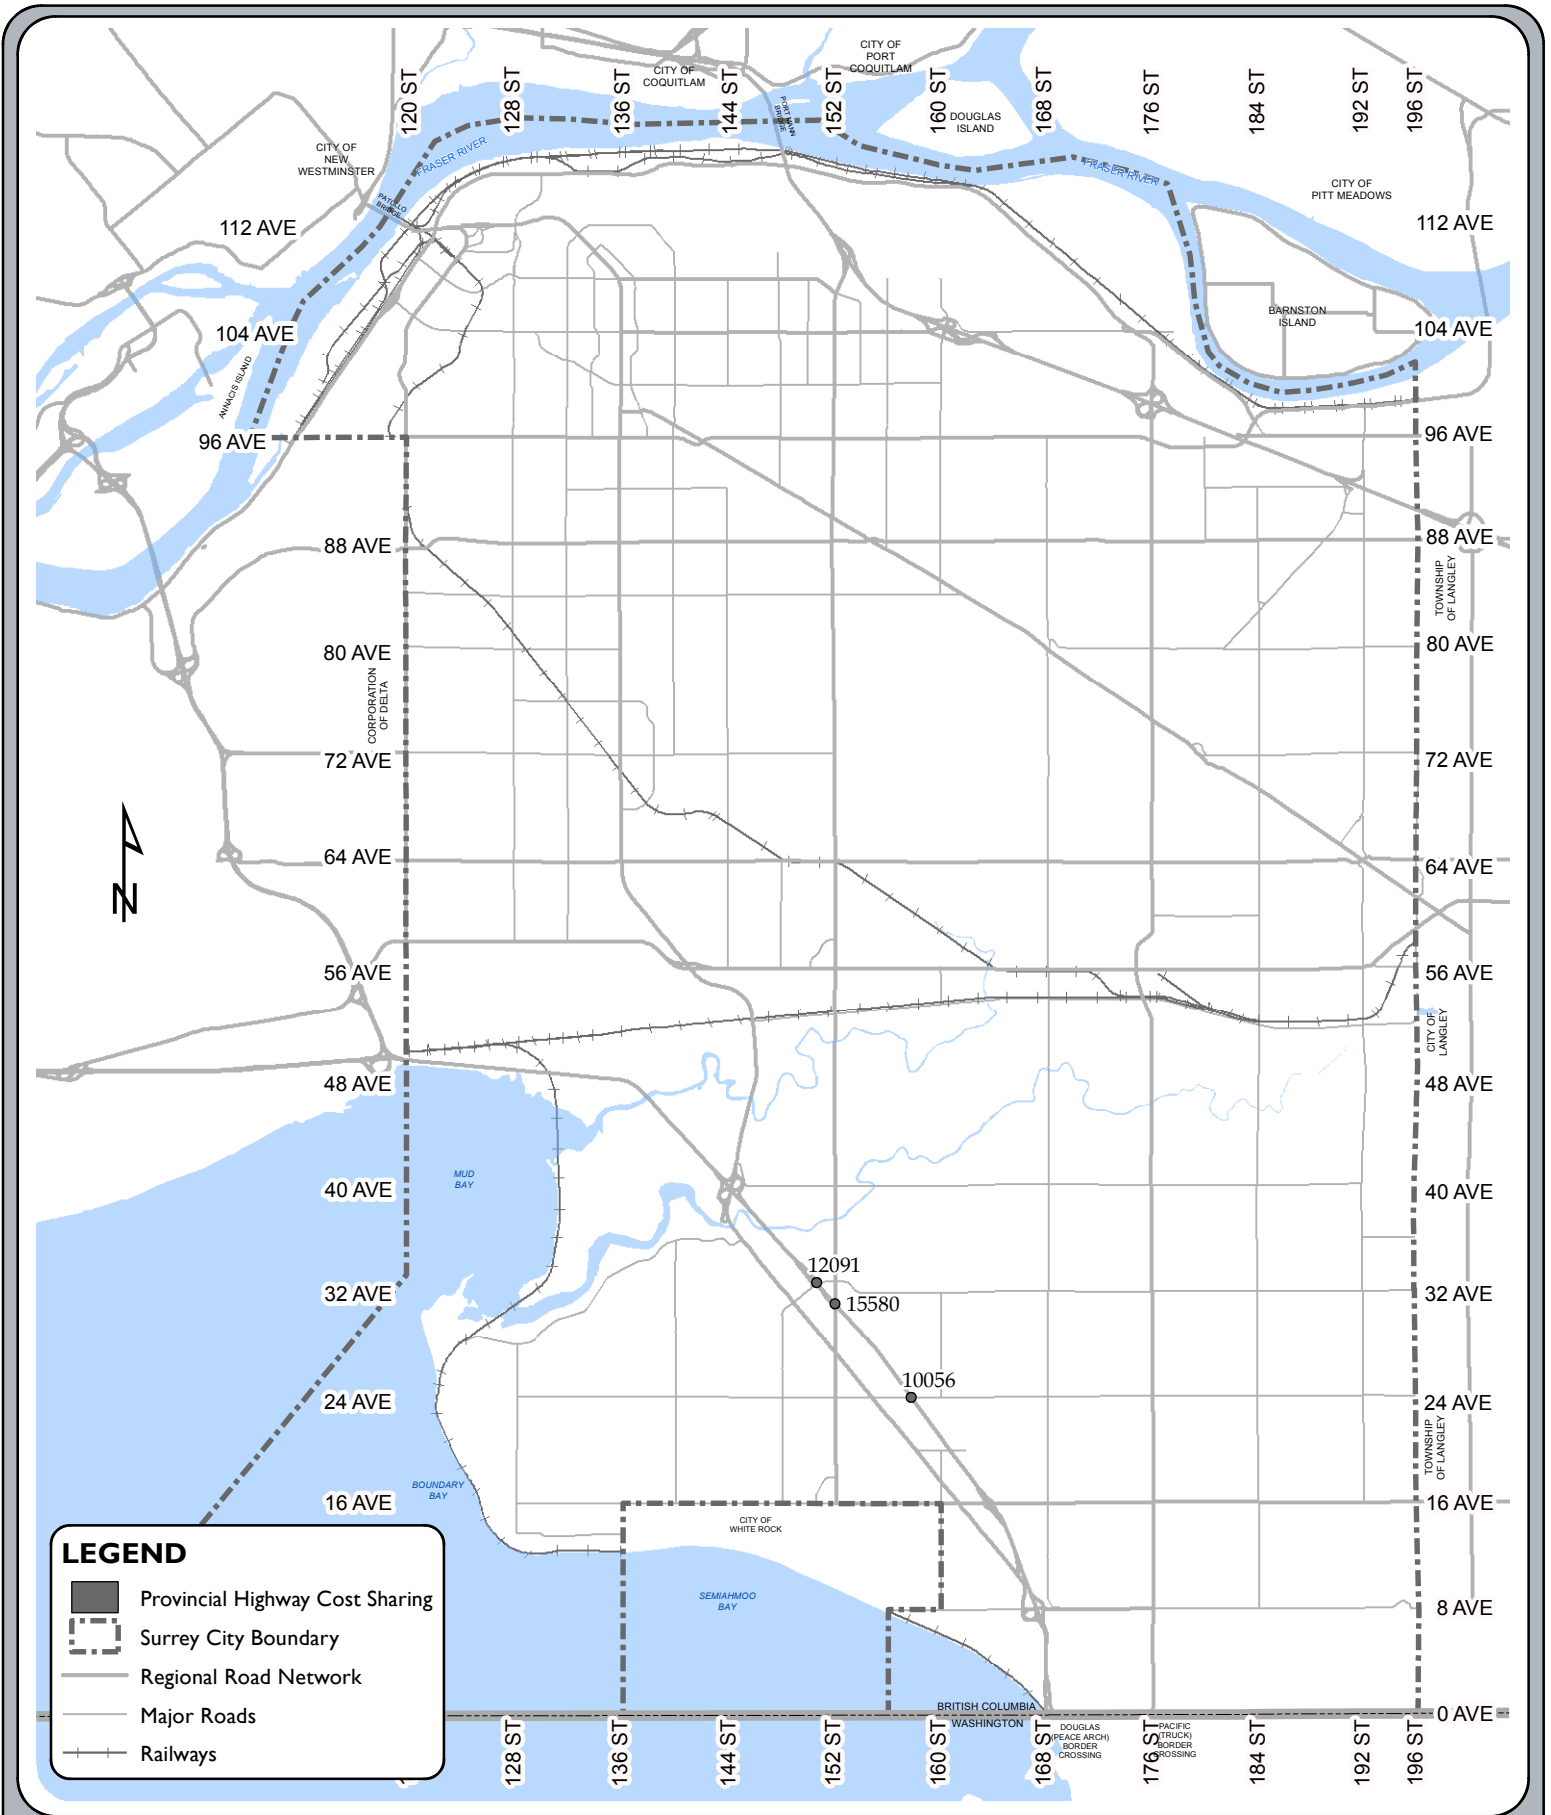 CITY OF
PORT
COQUITLAM
CITY OF
COQUITLAM
120 ST
128 ST
136 ST
144 ST
152 ST
160 ST
168 ST
176 ST
184 ST
192 ST
196 ST
PORT MANN
BRIDGE
DOUGLAS
ISLAND
CITY OF
NEW
WESTMINSTER
FRASER RIVER
FRASER RIVER
CITY OF
PITT MEADOWS
PATULLO
BRIDGE
112 AVE
112 AVE
BARNSTON
ISLAND
104 AVE
104 AVE
ANNACIS ISLAND
96 AVE
96 AVE
88 AVE
88 AVE
TOWNSHIP
OF LANGLEY
80 AVE
80 AVE
CORPORATION
OF DELTA
72 AVE
72 AVE
64 AVE
64 AVE
N
56 AVE
56 AVE
CITY OF
LANGLEY
48 AVE
48 AVE
MUD
BAY
40 AVE
40 AVE
12091
32 AVE
15580
32 AVE
10056
24 AVE
24 AVE
TOWNSHIP
OF LANGLEY
BOUNDARY
BAY
16 AVE
16 AVE
CITY OF
WHITE ROCK
SEMIAHMOO
BAY
8 AVE
LEGEND
Provincial Highway Cost Sharing
Surrey City Boundary
Regional Road Network
Major Roads
Railways
BRITISH COLUMBIA
WASHINGTON
0 AVE
128 ST
136 ST
144 ST
152 ST
160 ST
168 ST
DOUGLAS
(PEACE ARCH)
BORDER
CROSSING
176 ST
PACIFIC
(TRUCK)
BORDER
CROSSING
184 ST
192 ST
196 ST